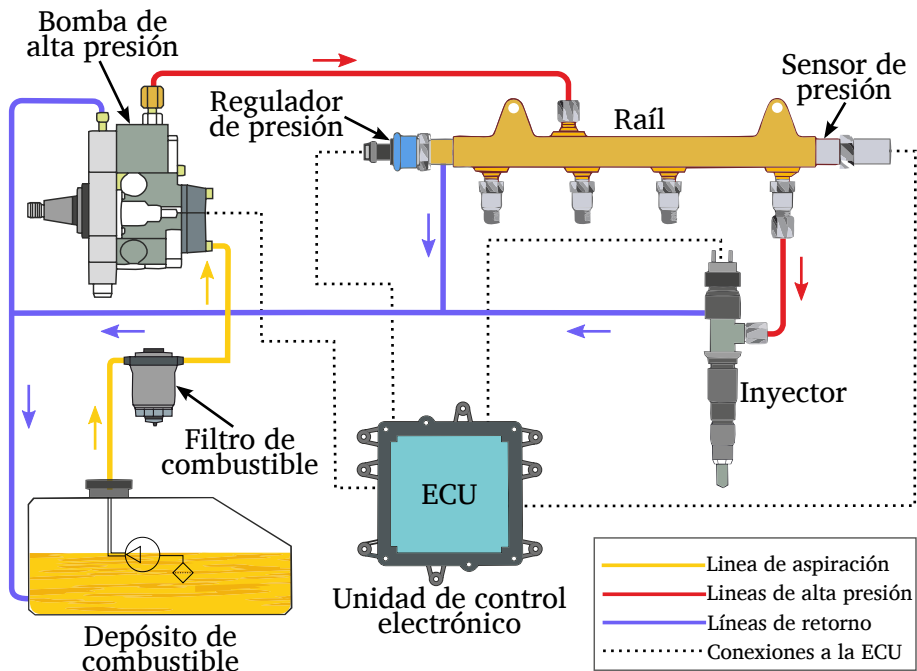 Bomba de
alta presión
Regulador
de presión
Raíl
Sensor de
presión
Inyector
Filtro de
combustible
ECU
Unidad de control
electrónico
Depósito de
combustible
Linea de aspiración
Lineas de alta presión
Líneas de retorno
Conexiones a la ECU